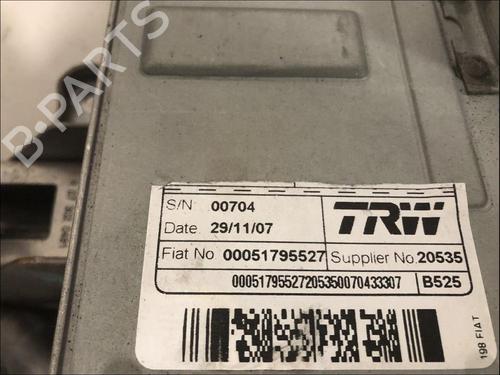 B-PARTS
S/N 00704
Date. 29/11/07
TRW
Fiat No 00051795527 Supplier No. 20535
00051795527205350070433307 B525
198 FIAT